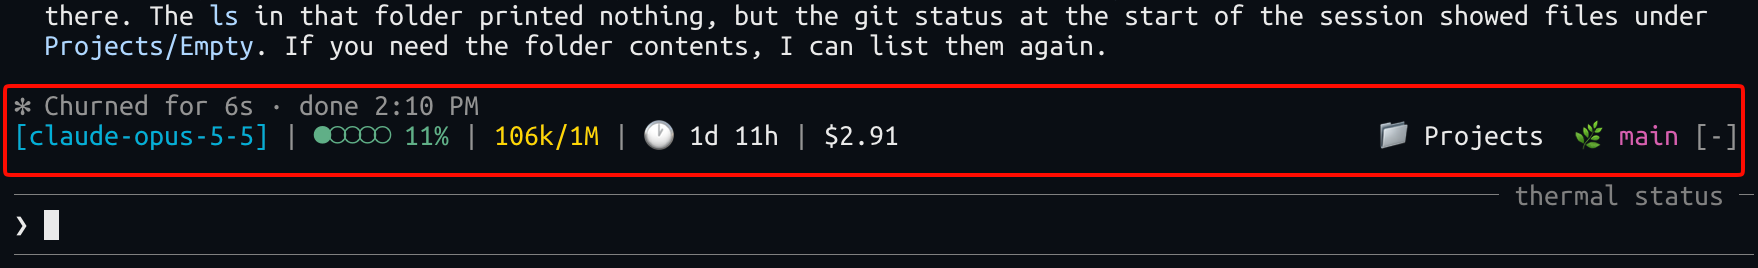 there. The ls in that folder printed nothing, but the git status at the start of the session showed files under
Projects/Empty. If you need the folder contents, I can list them again.
✻ Churned for 6s · done 2:10 PM
[claude-opus-5-5] | ●○○○○ 11% | 106k/1M | 🕐 1d 11h | $2.91 📁 Projects 🌿 main [-]
thermal status
❯